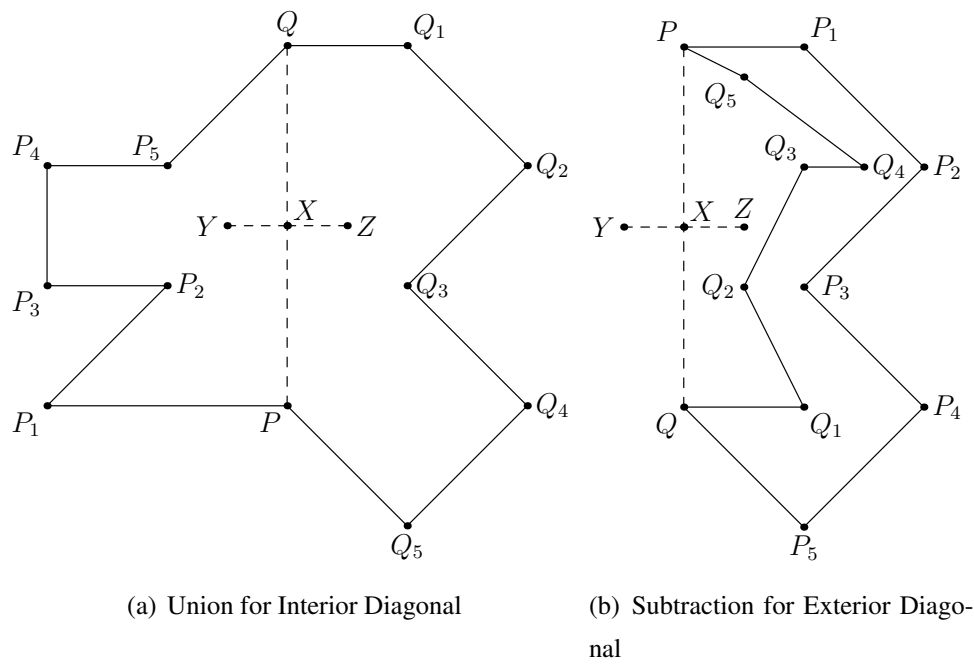 Q Q₁ P P₁
Q₅
P₄ P₅ Q₂ Q₃ Q₄ P₂
Y X Z Y X Z
P₃ P₂ Q₃ Q₂ P₃
P₁ P Q₄ Q Q₁ P₄
Q₅ P₅
(a) Union for Interior Diagonal
(b) Subtraction for Exterior Diago-
nal